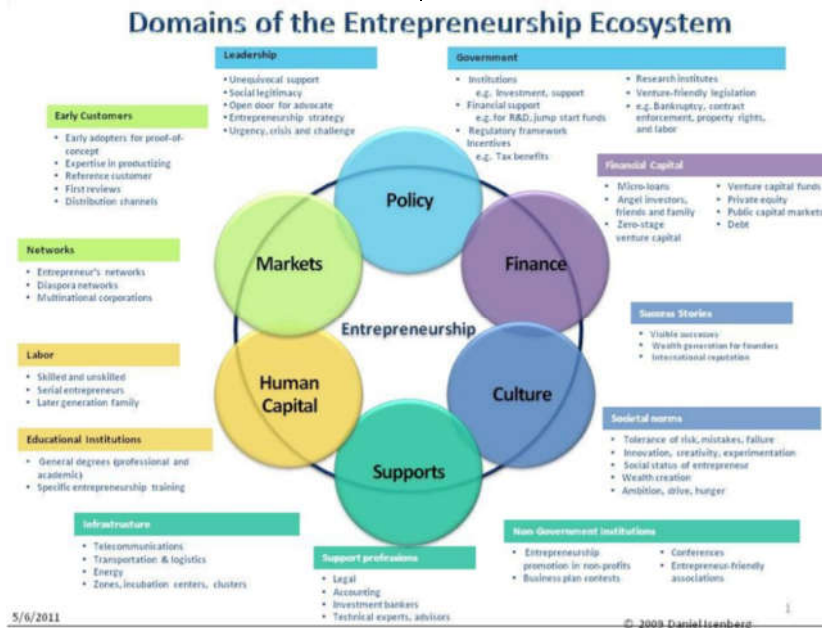 Domains of the Entrepreneurship Ecosystem
Leadership
• Unequivocal support
• Social legitimacy
• Open door for advocate
• Entrepreneurship strategy
• Urgency, crisis and challenge
Government
• Institutions
e.g. Investment, support
• Financial support
e.g. for R&D, jump start funds
• Regulatory framework
Incentives
e.g. Tax benefits
• Research institutes
• Venture-friendly legislation
• e.g. Bankruptcy, contract
enforcement, property rights,
and labor
Early Customers
• Early adopters for proof-of-
concept
• Expertise in productizing
• Reference customer
• First reviews
• Distribution channels
Financial Capital
• Micro-loans
• Angel investors,
friends and family
• Zero-stage
venture capital
• Venture capital funds
• Private equity
• Public capital markets
• Debt
Policy
Markets
Finance
Entrepreneurship
Human
Capital
Culture
Supports
Networks
• Entrepreneur's networks
• Diaspora networks
• Multinational corporations
Success Stories
• Visible successes
• Wealth generation for founders
• International reputation
Labor
• Skilled and unskilled
• Serial entrepreneurs
• Later generation family
Societal norms
• Tolerance of risk, mistakes, failure
• Innovation, creativity, experimentation
• Social status of entrepreneur
• Wealth creation
• Ambition, drive, hunger
Educational Institutions
• General degrees (professional and
academic)
• Specific entrepreneurship training
Infrastructure
• Telecommunications
• Transportation & logistics
• Energy
• Zones, incubation centers, clusters
Support professions
• Legal
• Accounting
• Investment bankers
• Technical experts, advisors
Non-Government Institutions
• Entrepreneurship
promotion in non-profits
• Business plan contests
• Conferences
• Entrepreneur-friendly
associations
5/6/2011
1
© 2009 Daniel Isenberg